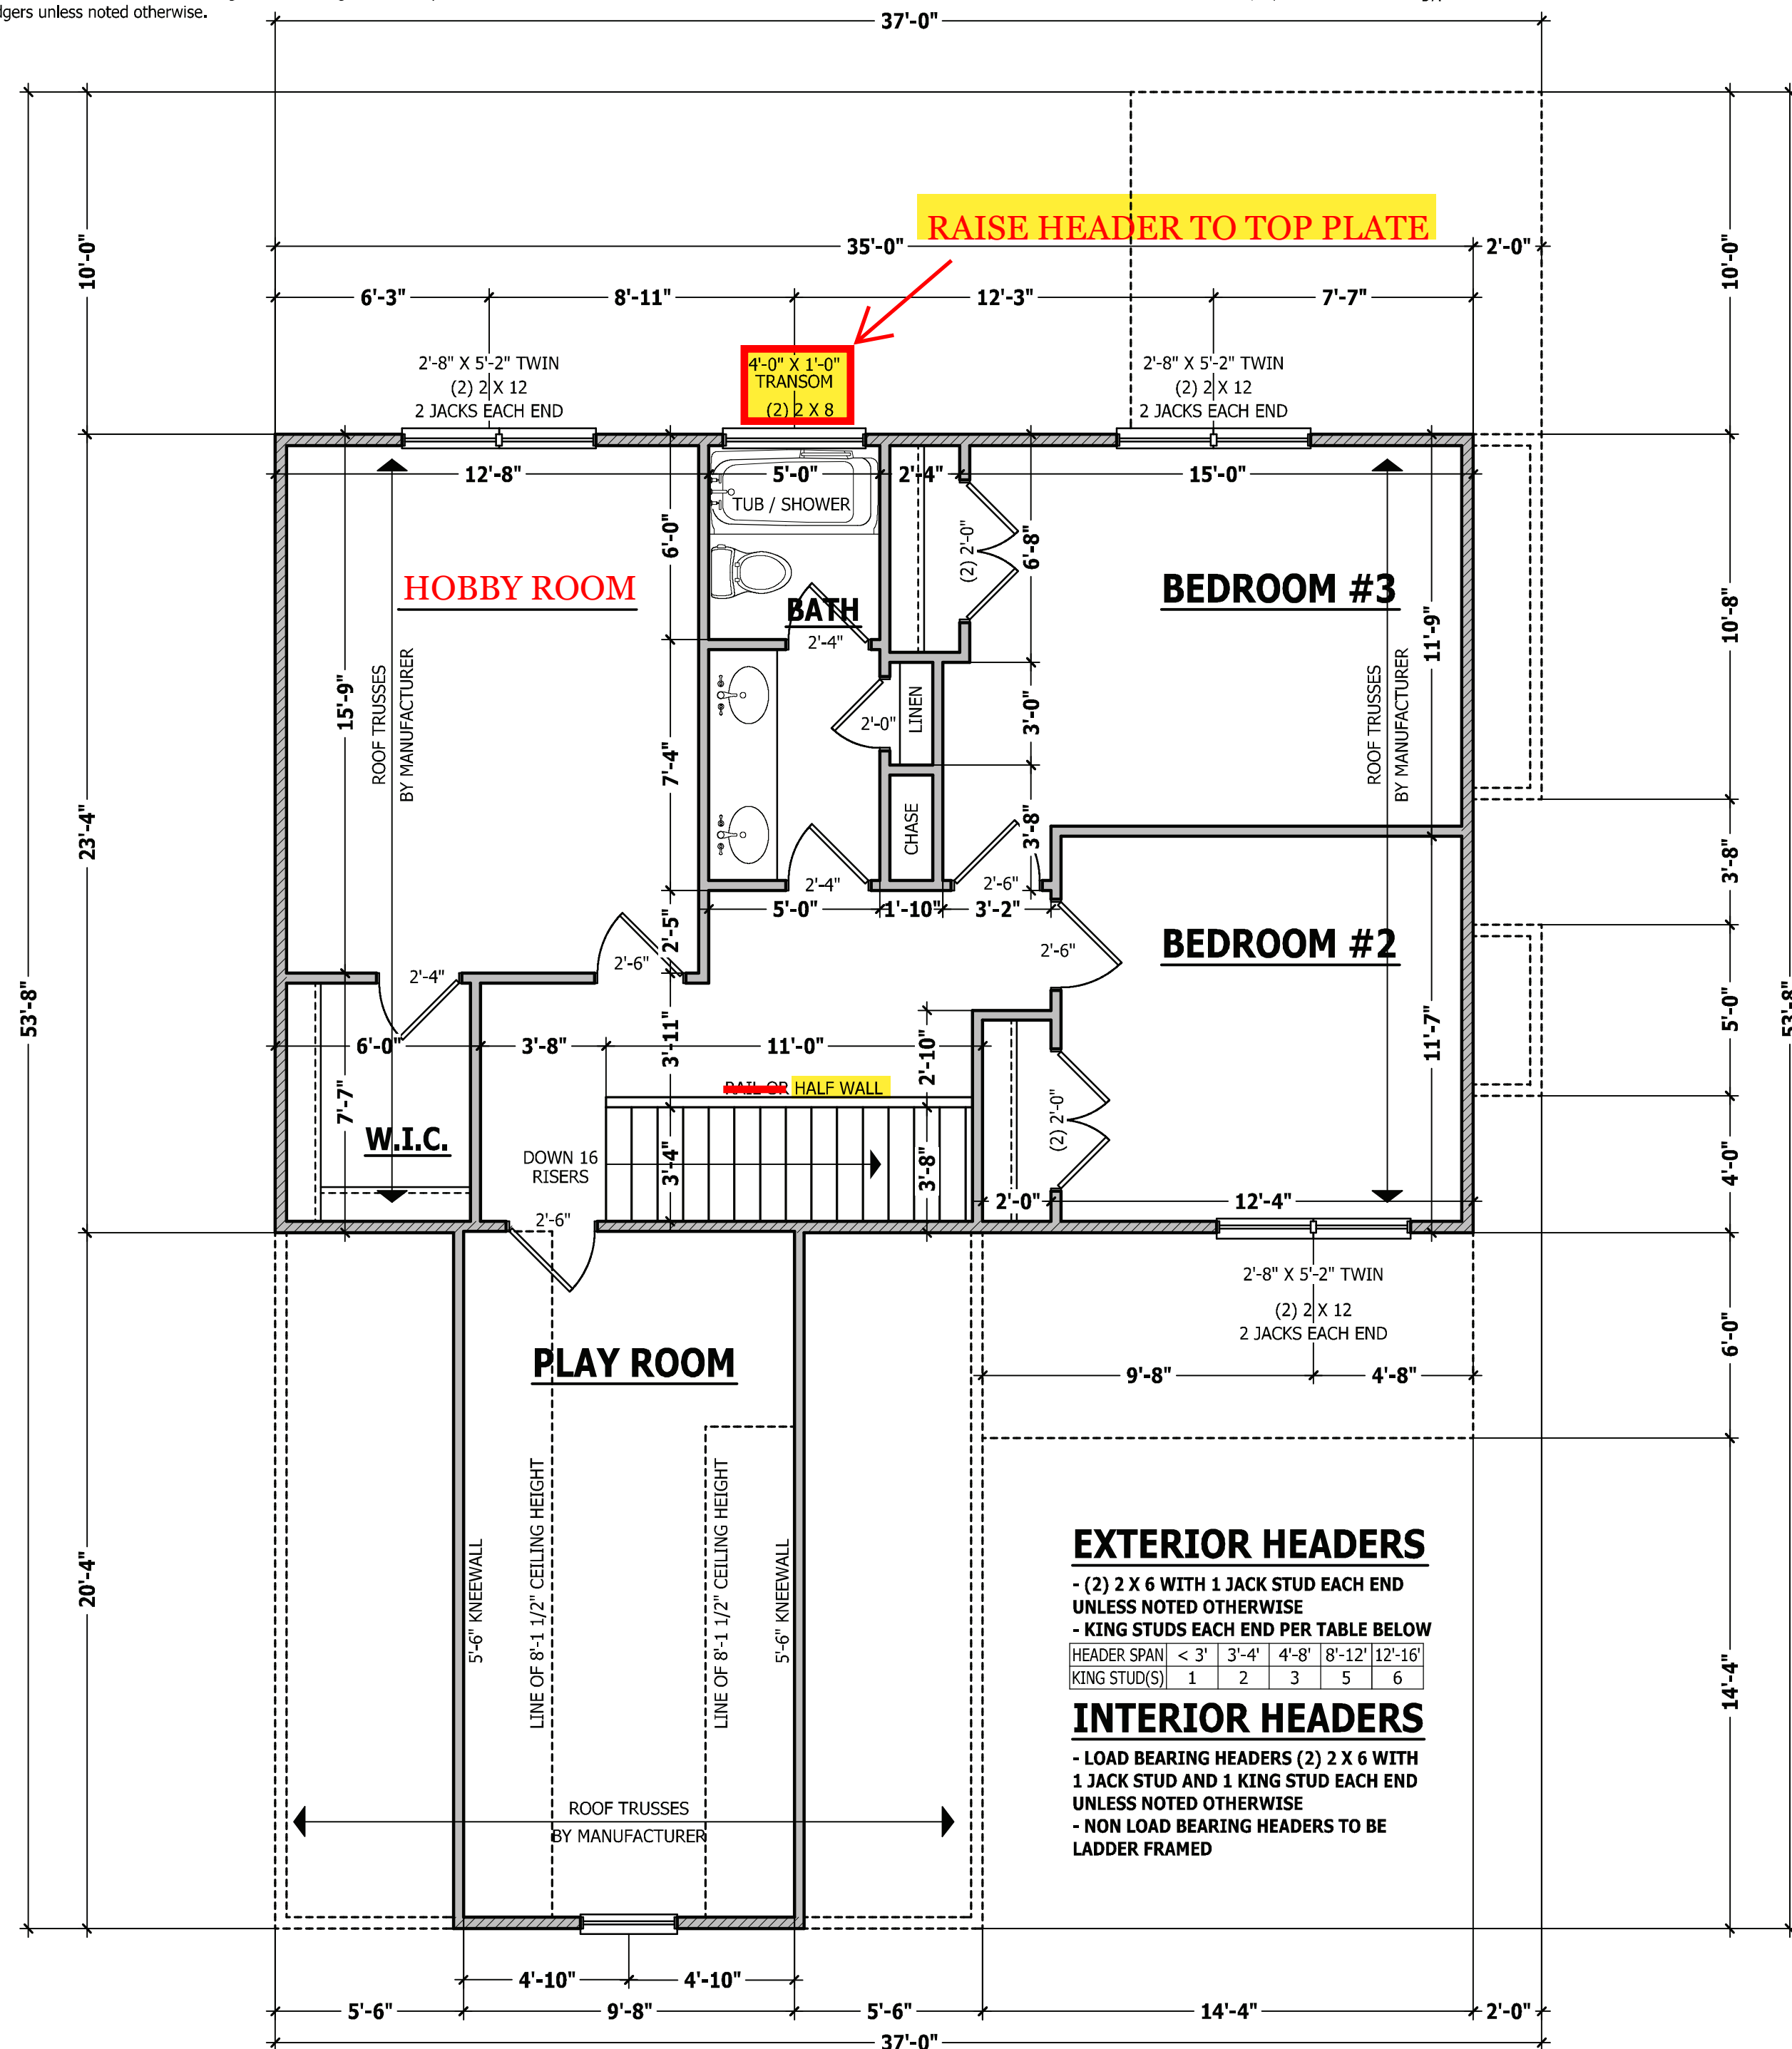 dgers unless noted otherwise.
37'-0"
RAISE HEADER TO TOP PLATE
35'-0"
2'-0"
6'-3"
8'-11"
12'-3"
7'-7"
10'-0"
10'-0"
2'-8" X 5'-2" TWIN
(2) 2 X 12
2 JACKS EACH END
4'-0" X 1'-0"
TRANSOM
(2) 2 X 8
2'-8" X 5'-2" TWIN
(2) 2 X 12
2 JACKS EACH END
12'-8"
5'-0"
2'-4"
15'-0"
TUB / SHOWER
6'-0"
(2) 2'-0"
6'-8"
HOBBY ROOM
BATH
2'-4"
BEDROOM #3
11'-9"
10'-8"
15'-9"
ROOF TRUSSES
BY MANUFACTURER
7'-4"
2'-0"
LINEN
3'-0"
ROOF TRUSSES
BY MANUFACTURER
23'-4"
CHASE
3'-8"
3'-8"
2'-4"
2'-6"
5'-0"
1'-10"
3'-2"
2'-5"
2'-6"
2'-6"
BEDROOM #2
2'-4"
53'-8"
53'-8"
5'-0"
6'-0"
3'-8"
3'-11"
11'-0"
2'-10"
11'-7"
RAIL OR HALF WALL
7'-7"
W.I.C.
DOWN 16
RISERS
3'-4"
3'-8"
(2) 2'-0"
4'-0"
2'-0"
12'-4"
2'-6"
2'-8" X 5'-2" TWIN
(2) 2 X 12
2 JACKS EACH END
6'-0"
PLAY ROOM
9'-8"
4'-8"
20'-4"
5'-6" KNEEWALL
LINE OF 8'-1 1/2" CEILING HEIGHT
LINE OF 8'-1 1/2" CEILING HEIGHT
5'-6" KNEEWALL
EXTERIOR HEADERS
- (2) 2 X 6 WITH 1 JACK STUD EACH END
UNLESS NOTED OTHERWISE
- KING STUDS EACH END PER TABLE BELOW
HEADER SPAN < 3' 3'-4' 4'-8' 8'-12' 12'-16'
KING STUD(S) 1 2 3 5 6
INTERIOR HEADERS
- LOAD BEARING HEADERS (2) 2 X 6 WITH
1 JACK STUD AND 1 KING STUD EACH END
UNLESS NOTED OTHERWISE
- NON LOAD BEARING HEADERS TO BE
LADDER FRAMED
14'-4"
ROOF TRUSSES
BY MANUFACTURER
4'-10"
4'-10"
5'-6"
9'-8"
5'-6"
14'-4"
2'-0"
37'-0"